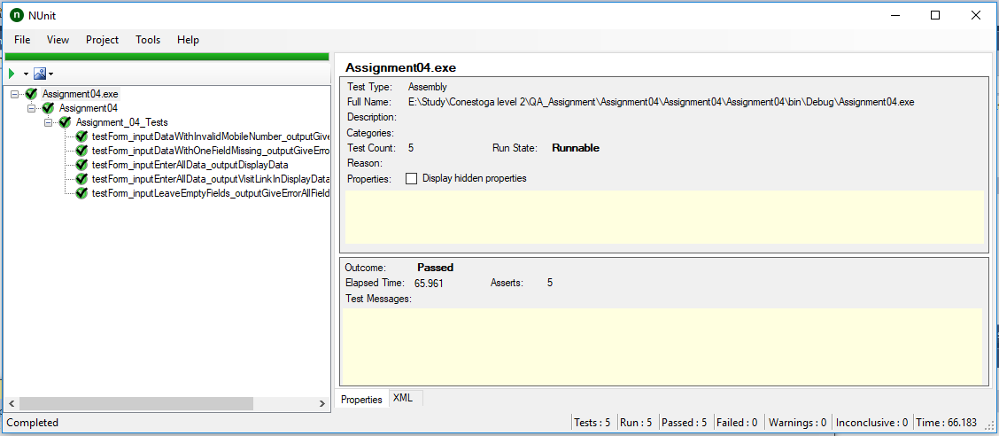 NUnit
File View Project Tools Help
Assignment04.exe
Assignment04
Assignment_04_Tests
testForm_inputDataWithInvalidMobileNumber_outputGive
testForm_inputDataWithOneFieldMissing_outputGiveErro
testForm_inputEnterAllData_outputDisplayData
testForm_inputEnterAllData_outputVisitLinkInDisplayData
testForm_inputLeaveEmptyFields_outputGiveErrorAllField
Assignment04.exe
Test Type: Assembly
Full Name: E:\Study\Conestoga level 2\QA_Assignment\Assignment04\Assignment04\Assignment04\bin\Debug\Assignment04.exe
Description:
Categories:
Test Count: 5 Run State: Runnable
Reason:
Properties: Display hidden properties
Outcome: Passed
Elapsed Time: 65.961 Asserts: 5
Test Messages:
Properties XML
Completed Tests : 5 Run : 5 Passed : 5 Failed : 0 Warnings : 0 Inconclusive : 0 Time : 66.183